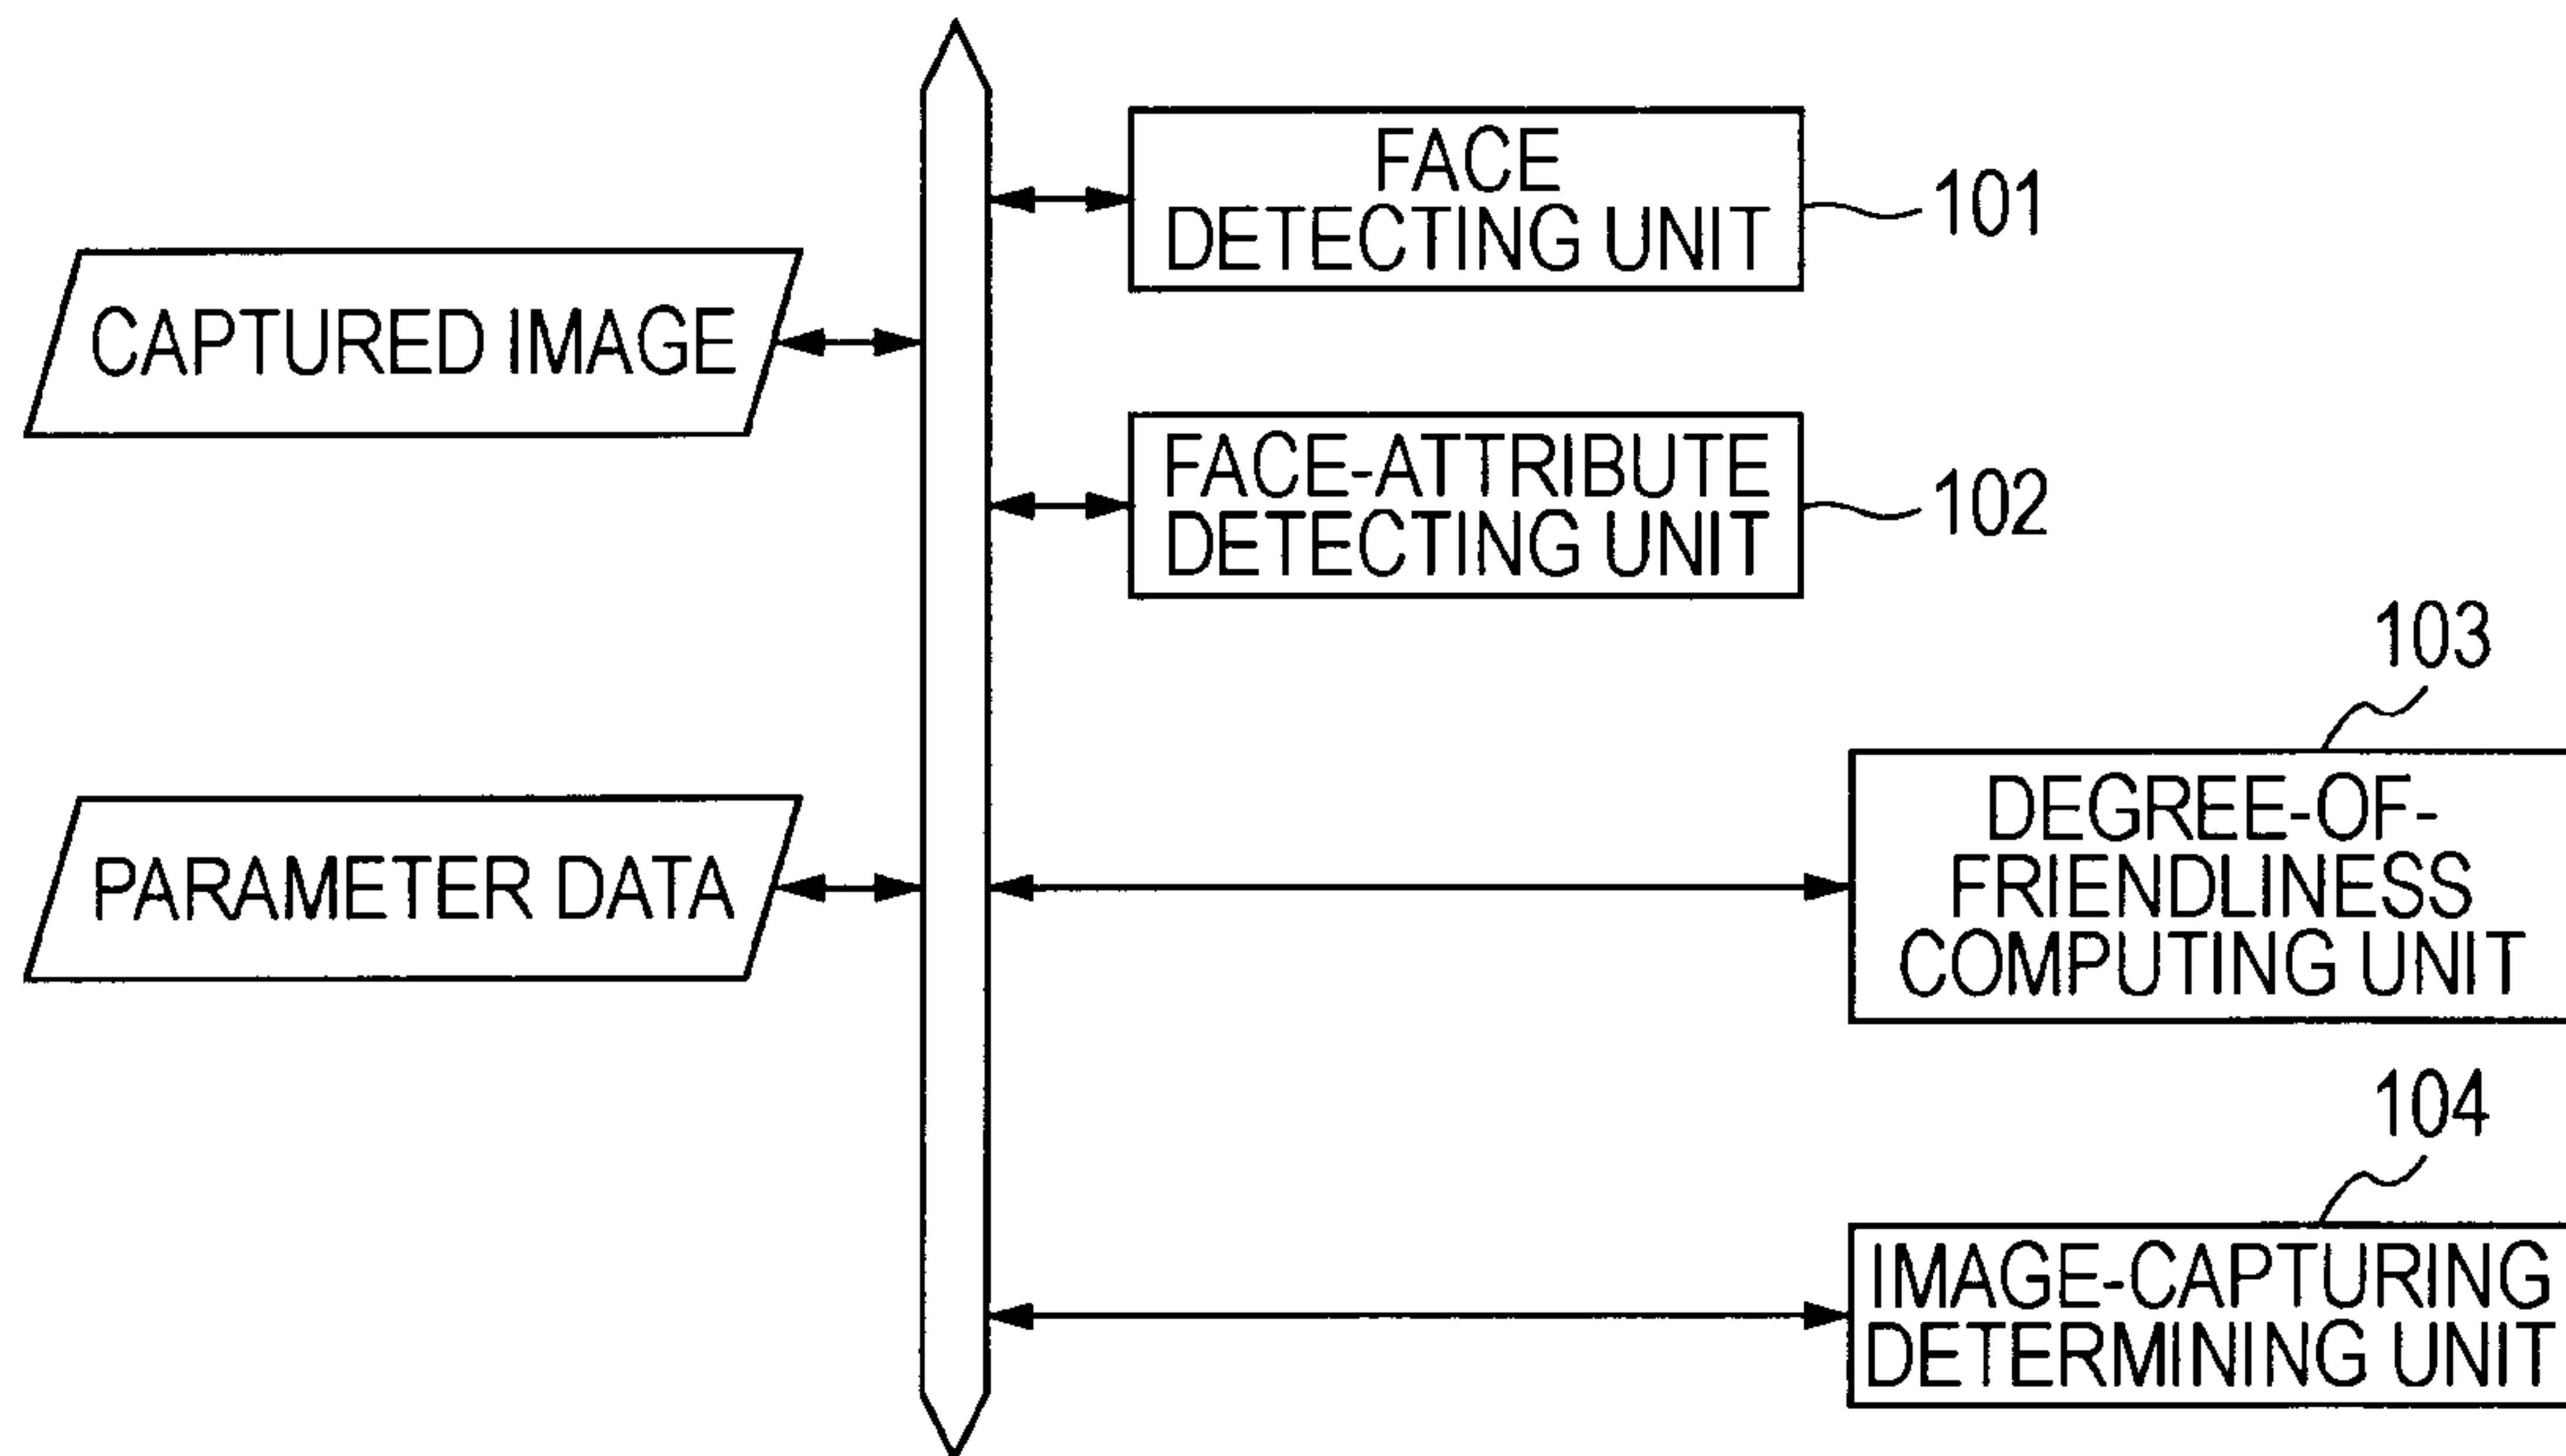 FACE
DETECTING UNIT
101
CAPTURED IMAGE
FACE-ATTRIBUTE
DETECTING UNIT
102
103
DEGREE-OF-
FRIENDLINESS
COMPUTING UNIT
PARAMETER DATA
104
IMAGE-CAPTURING
DETERMINING UNIT